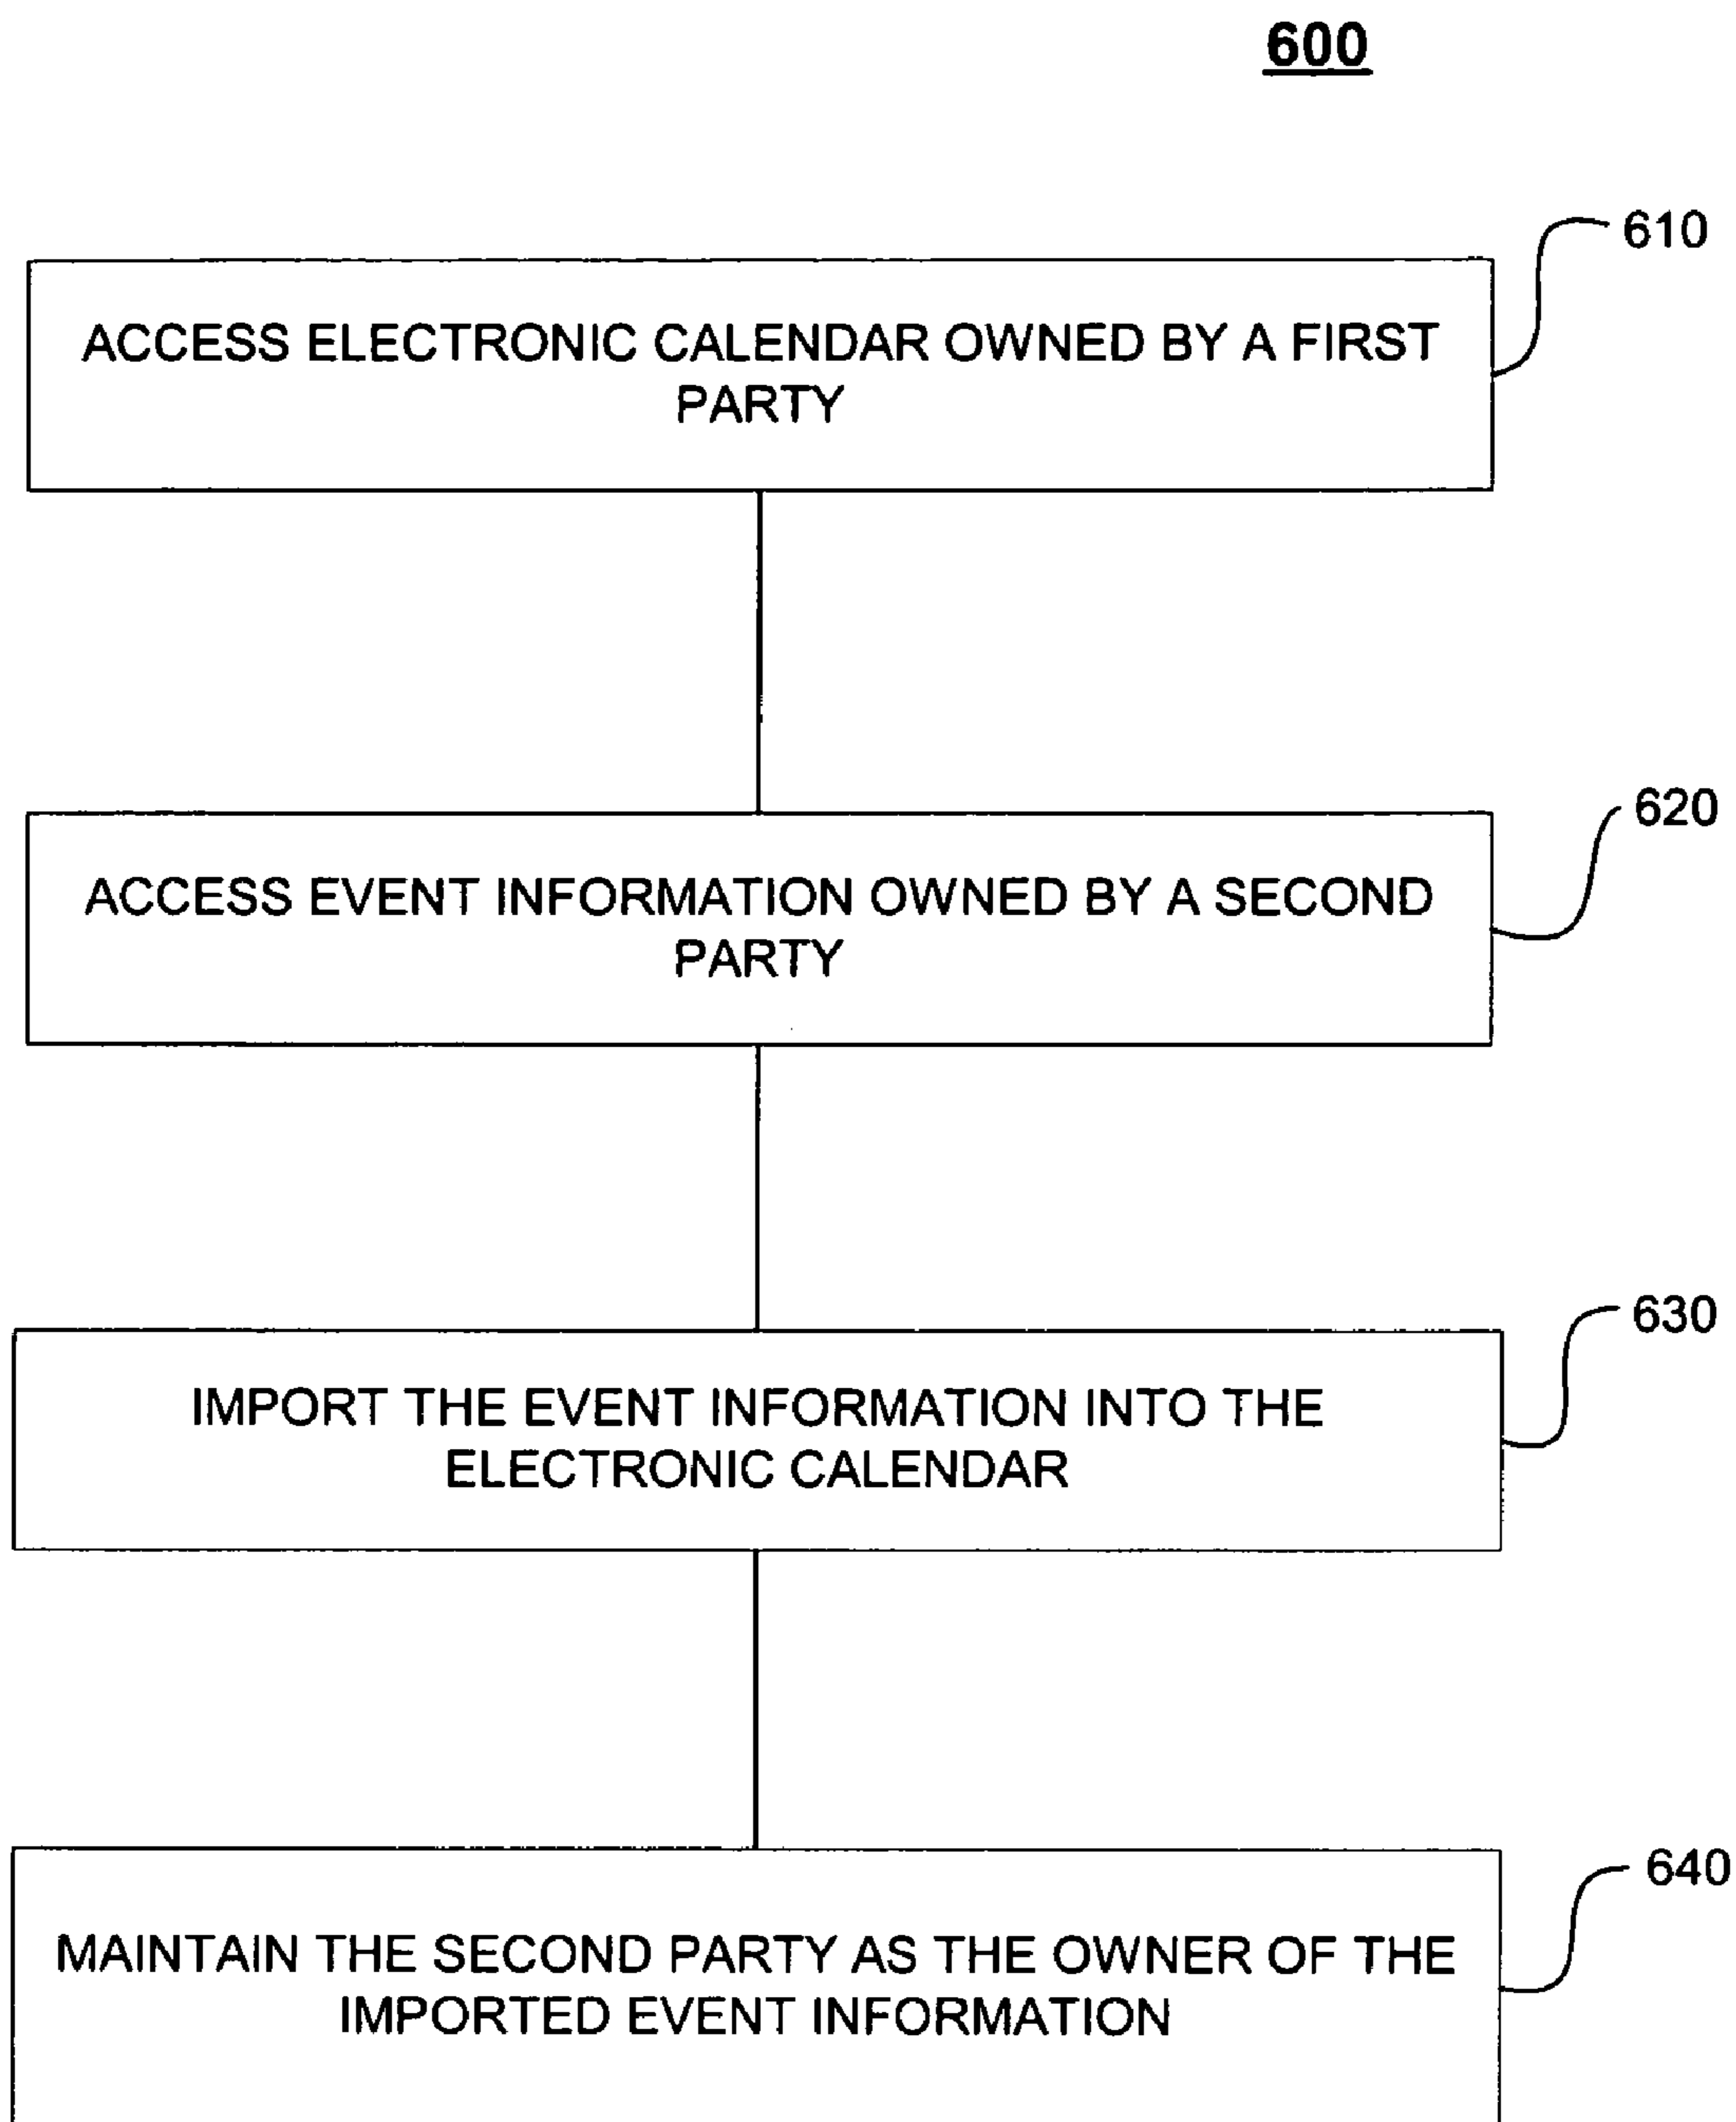 600
610
ACCESS ELECTRONIC CALENDAR OWNED BY A FIRST
PARTY
620
ACCESS EVENT INFORMATION OWNED BY A SECOND
PARTY
630
IMPORT THE EVENT INFORMATION INTO THE
ELECTRONIC CALENDAR
640
MAINTAIN THE SECOND PARTY AS THE OWNER OF THE
IMPORTED EVENT INFORMATION